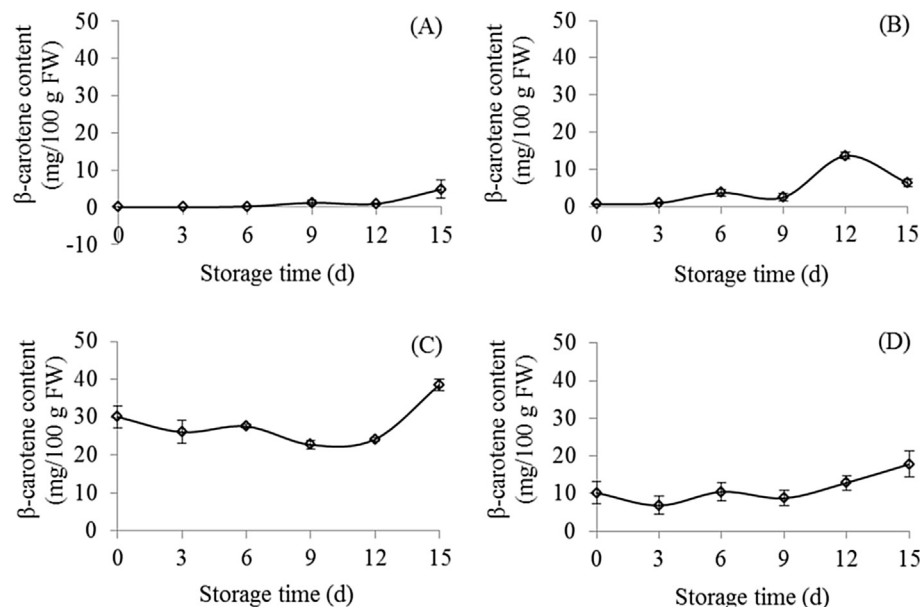 (A)
β-carotene content
(mg/100 g FW)
50
40
30
20
10
0
-10
0 3 6 9 12 15
Storage time (d)
(B)
β-carotene content
(mg/100 g FW)
50
40
30
20
10
0
0 3 6 9 12 15
Storage time (d)
(C)
β-carotene content
(mg/100 g FW)
50
40
30
20
10
0
0 3 6 9 12 15
Storage time (d)
(D)
β-carotene content
(mg/100 g FW)
50
40
30
20
10
0
0 3 6 9 12 15
Storage time (d)